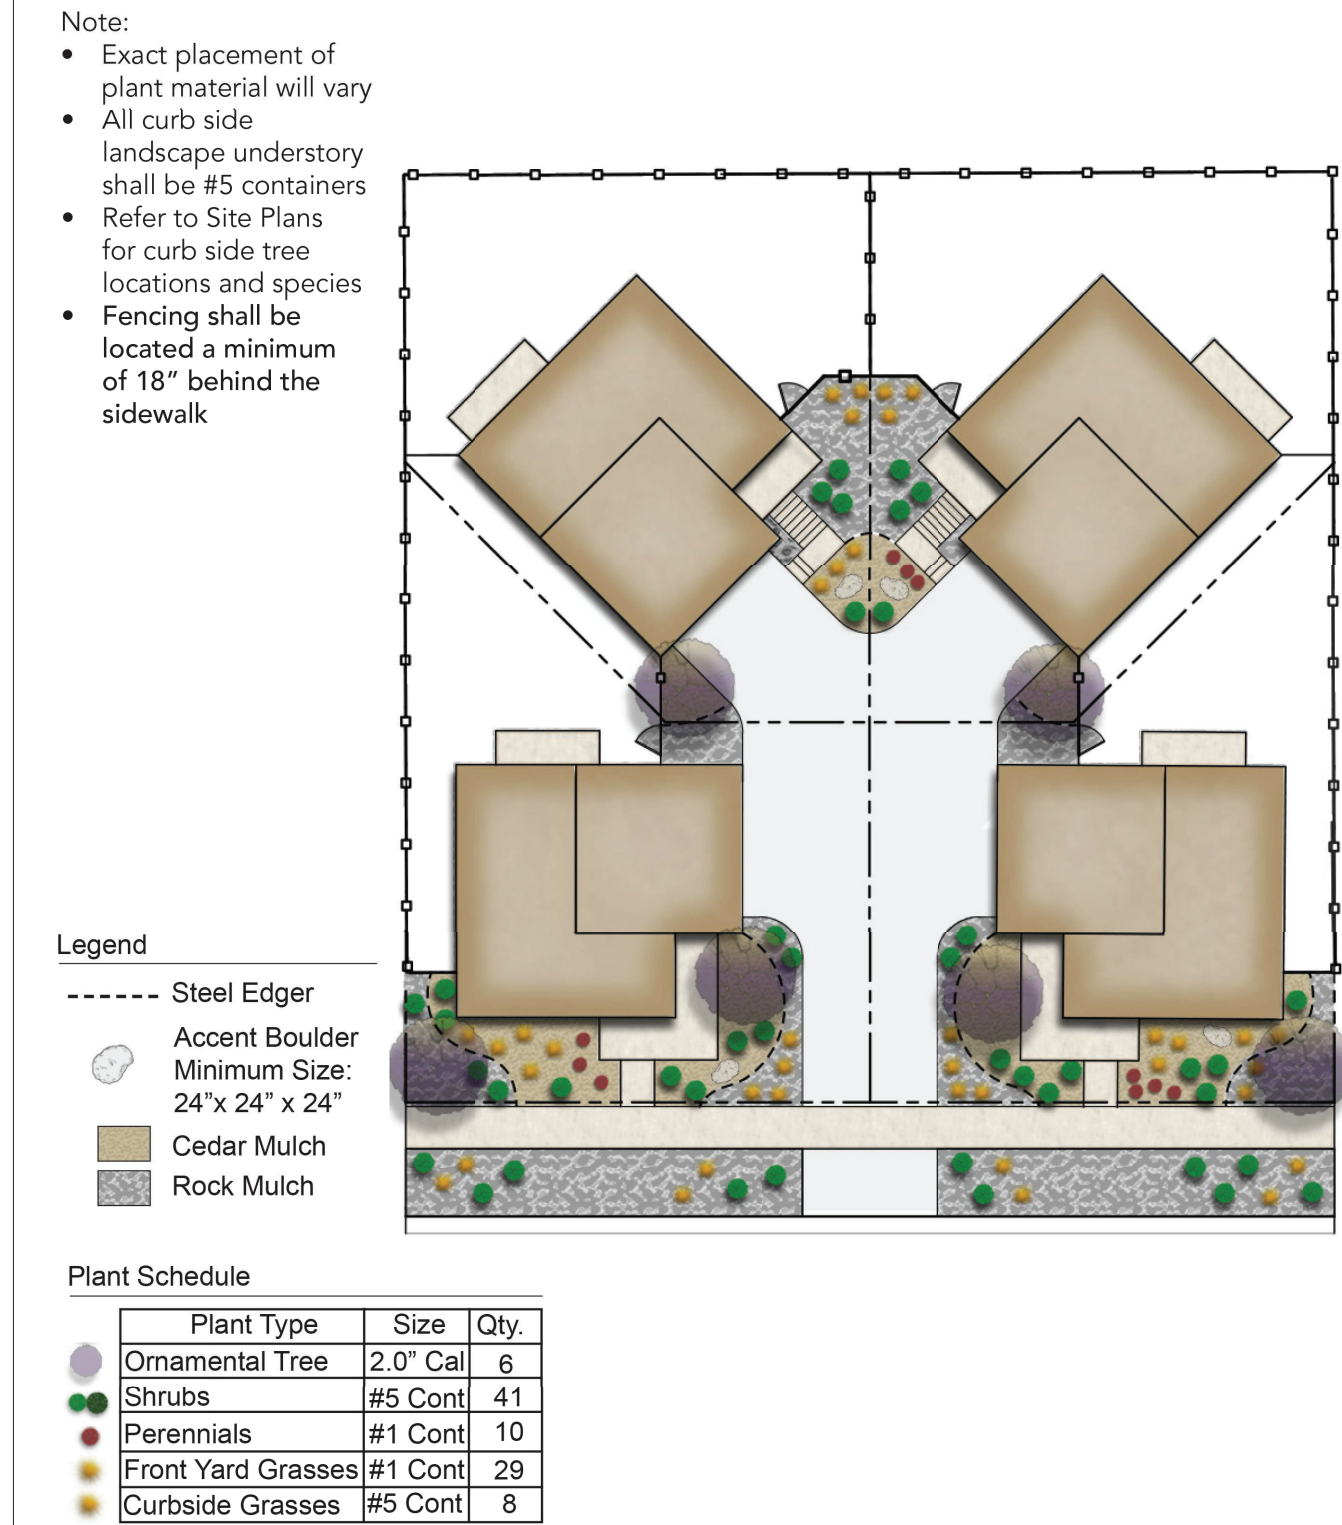 Note:
• Exact placement of
plant material will vary
• All curb side
landscape understory
shall be #5 containers
• Refer to Site Plans
for curb side tree
locations and species
• Fencing shall be
located a minimum
of 18” behind the
sidewalk
Legend
Steel Edger
Accent Boulder
Minimum Size:
24”x 24” x 24”
Cedar Mulch
Rock Mulch
Plant Schedule
Plant Type Size Qty.
Ornamental Tree 2.0” Cal 6
Shrubs #5 Cont 41
Perennials #1 Cont 10
Front Yard Grasses #1 Cont 29
Curbside Grasses #5 Cont 8